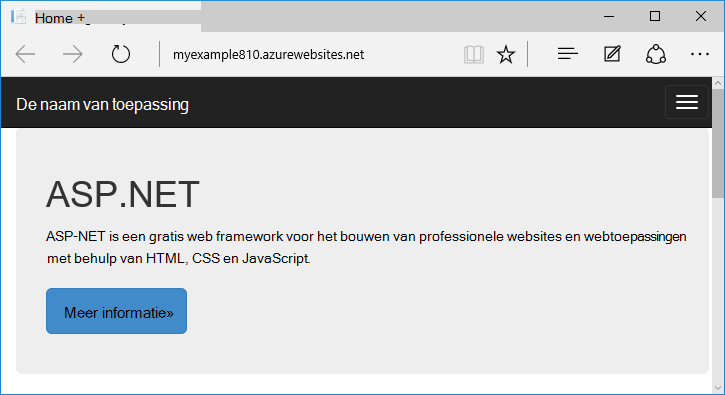 Home +
myexample810.azurewebsites.net
De naam van toepassing
ASP.NET
ASP-NET is een gratis web framework voor het bouwen van professionele websites en webtoepassingen
met behulp van HTML, CSS en JavaScript.
Meer informatie»